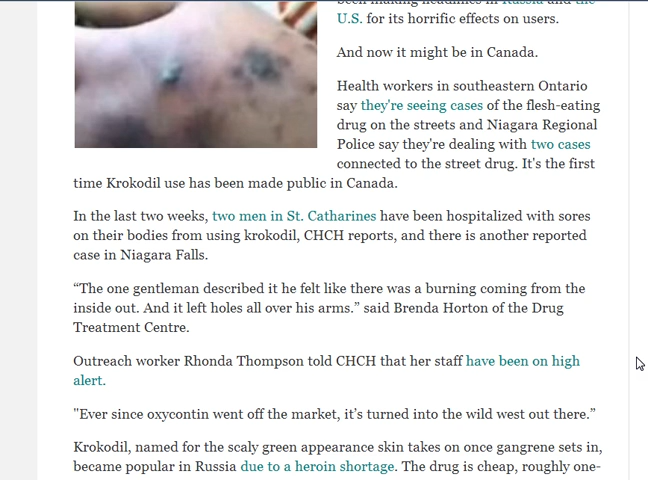 U.S. for its horrific effects on users.
And now it might be in Canada.
Health workers in southeastern Ontario
say they're seeing cases of the flesh-eating
drug on the streets and Niagara Regional
Police say they're dealing with two cases
connected to the street drug. It's the first
time Krokodil use has been made public in Canada.
In the last two weeks, two men in St. Catharines have been hospitalized with sores
on their bodies from using krokodil, CHCH reports, and there is another reported
case in Niagara Falls.
“The one gentleman described it he felt like there was a burning coming from the
inside out. And it left holes all over his arms.” said Brenda Horton of the Drug
Treatment Centre.
Outreach worker Rhonda Thompson told CHCH that her staff have been on high
alert.
"Ever since oxycontin went off the market, it’s turned into the wild west out there.”
Krokodil, named for the scaly green appearance skin takes on once gangrene sets in,
became popular in Russia due to a heroin shortage. The drug is cheap, roughly one-